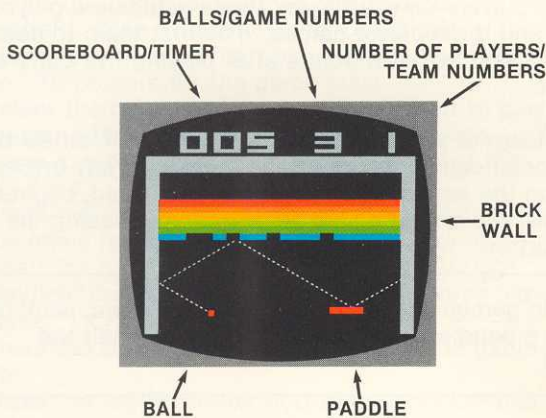 BALLS/GAME NUMBERS
SCOREBOARD/TIMER
NUMBER OF PLAYERS/
TEAM NUMBERS
005 3 1
BRICK
WALL
BALL
PADDLE